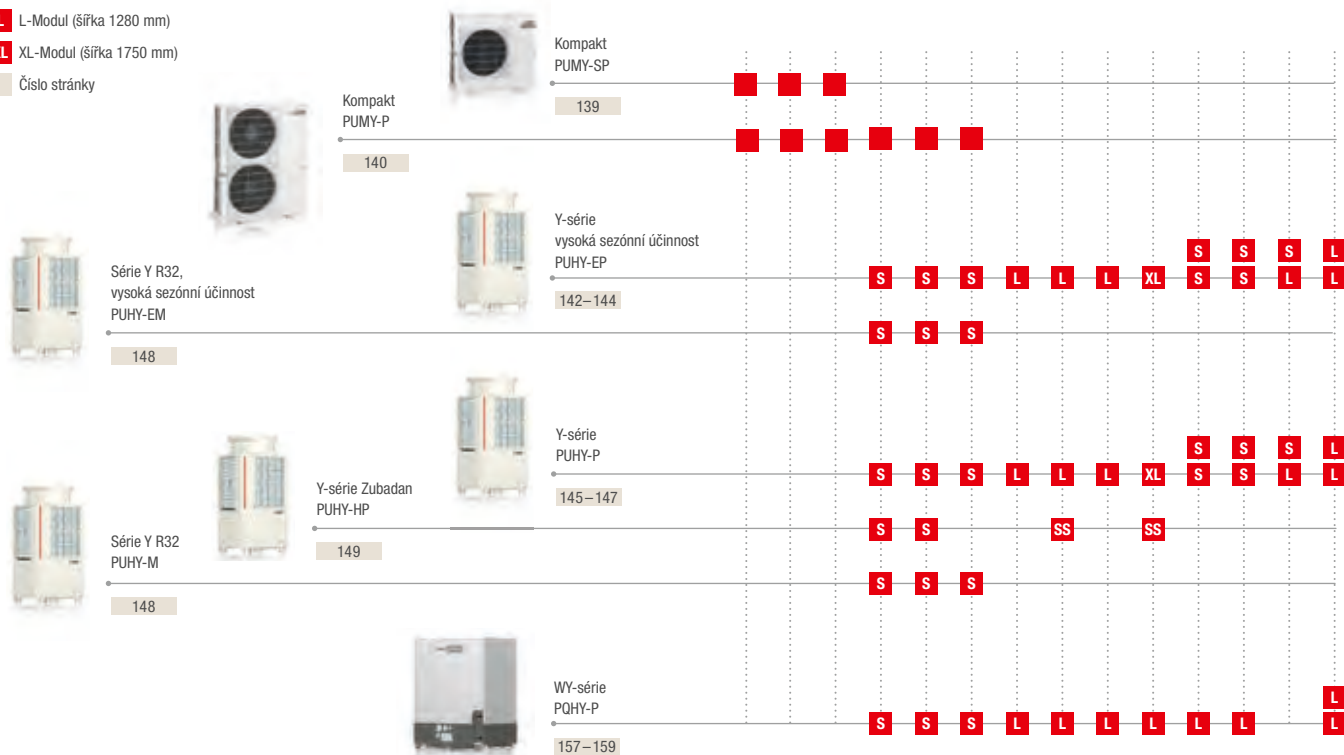 L L-Modul (šířka 1280 mm)
XL XL-Modul (šířka 1750 mm)
Číslo stránky
Kompakt
PUMY-SP
139
Kompakt
PUMY-P
140
Y-série
vysoká sezónní účinnost
PUHY-EP
142–144
S S S L
S S S L L L XL S S L L
Série Y R32,
vysoká sezónní účinnost
PUHY-EM
148
S S S
Y-série
PUHY-P
145–147
S S S L
S S S L L L XL S S L L
Y-série Zubadan
PUHY-HP
149
S S SS SS
Série Y R32
PUHY-M
148
S S S
WY-série
PQHY-P
157–159
L
S S S L L L L L L L